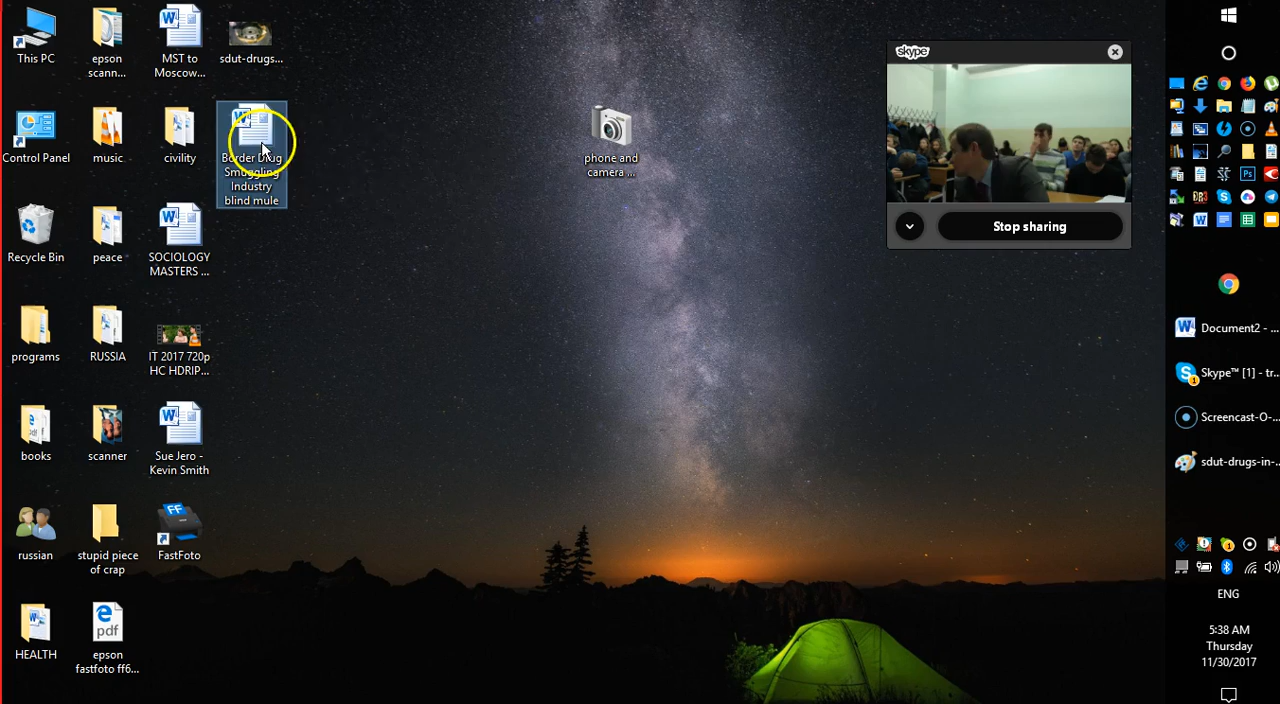 This PC
epson
scann...
MST to
Moscow...
sdut-drugs...
Control Panel
music
civility
Border Drug
Smuggling
Industry
blind mule
Recycle Bin
peace
SOCIOLOGY
MASTERS ...
programs
RUSSIA
IT 2017 720p
HC HDRIP...
books
scanner
Sue Jero -
Kevin Smith
russian
stupid piece
of crap
FF
FastFoto
HEALTH
pdf
epson
fastfoto ff6...
phone and
camera ...
skype
Stop sharing
Document2 - ...
Skype™ [1] - tr...
Screencast-O-...
sdut-drugs-in-...
ENG
5:38 AM
Thursday
11/30/2017